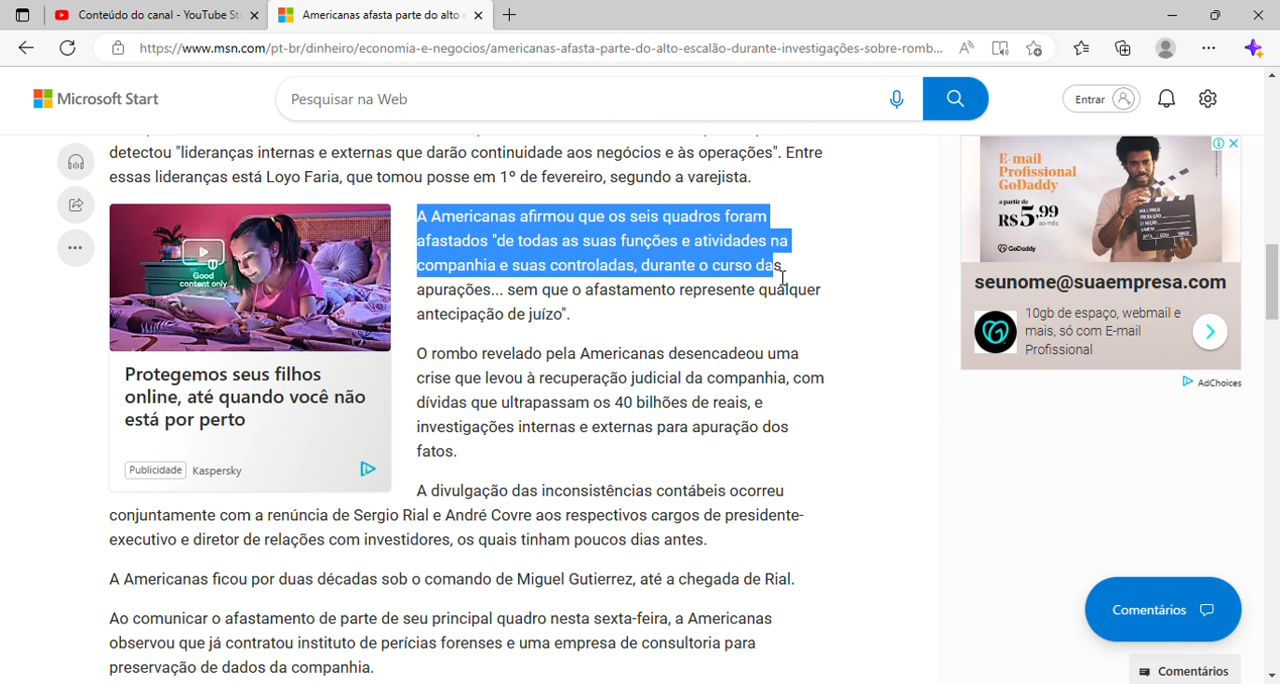 Conteúdo do canal - YouTube St
Americanas afasta parte do alto e
https://www.msn.com/pt-br/dinheiro/economia-e-negocios/americanas-afasta-parte-do-alto-escalão-durante-investigações-sobre-romb...
Microsoft Start
Pesquisar na Web
Entrar
detectou "lideranças internas e externas que darão continuidade aos negócios e às operações". Entre
essas lideranças está Loyo Faria, que tomou posse em 1º de fevereiro, segundo a varejista.
Good
content only
Protegemos seus filhos
online, até quando você não
está por perto
Publicidade Kaspersky
A Americanas afirmou que os seis quadros foram
afastados "de todas as suas funções e atividades na
companhia e suas controladas, durante o curso das
apurações... sem que o afastamento represente qualquer
antecipação de juízo".
O rombo revelado pela Americanas desencadeou uma
crise que levou à recuperação judicial da companhia, com
dívidas que ultrapassam os 40 bilhões de reais, e
investigações internas e externas para apuração dos
fatos.
A divulgação das inconsistências contábeis ocorreu
conjuntamente com a renúncia de Sergio Rial e André Covre aos respectivos cargos de presidente-
executivo e diretor de relações com investidores, os quais tinham poucos dias antes.
A Americanas ficou por duas décadas sob o comando de Miguel Gutierrez, até a chegada de Rial.
Ao comunicar o afastamento de parte de seu principal quadro nesta sexta-feira, a Americanas
observou que já contratou instituto de perícias forenses e uma empresa de consultoria para
preservação de dados da companhia.
E-mail
Profissional
GoDaddy
a partir de
R$5,99
ao mês
GoDaddy
seunome@suaempresa.com
10gb de espaço, webmail e
mais, só com E-mail
Profissional
AdChoices
Comentários
Comentários